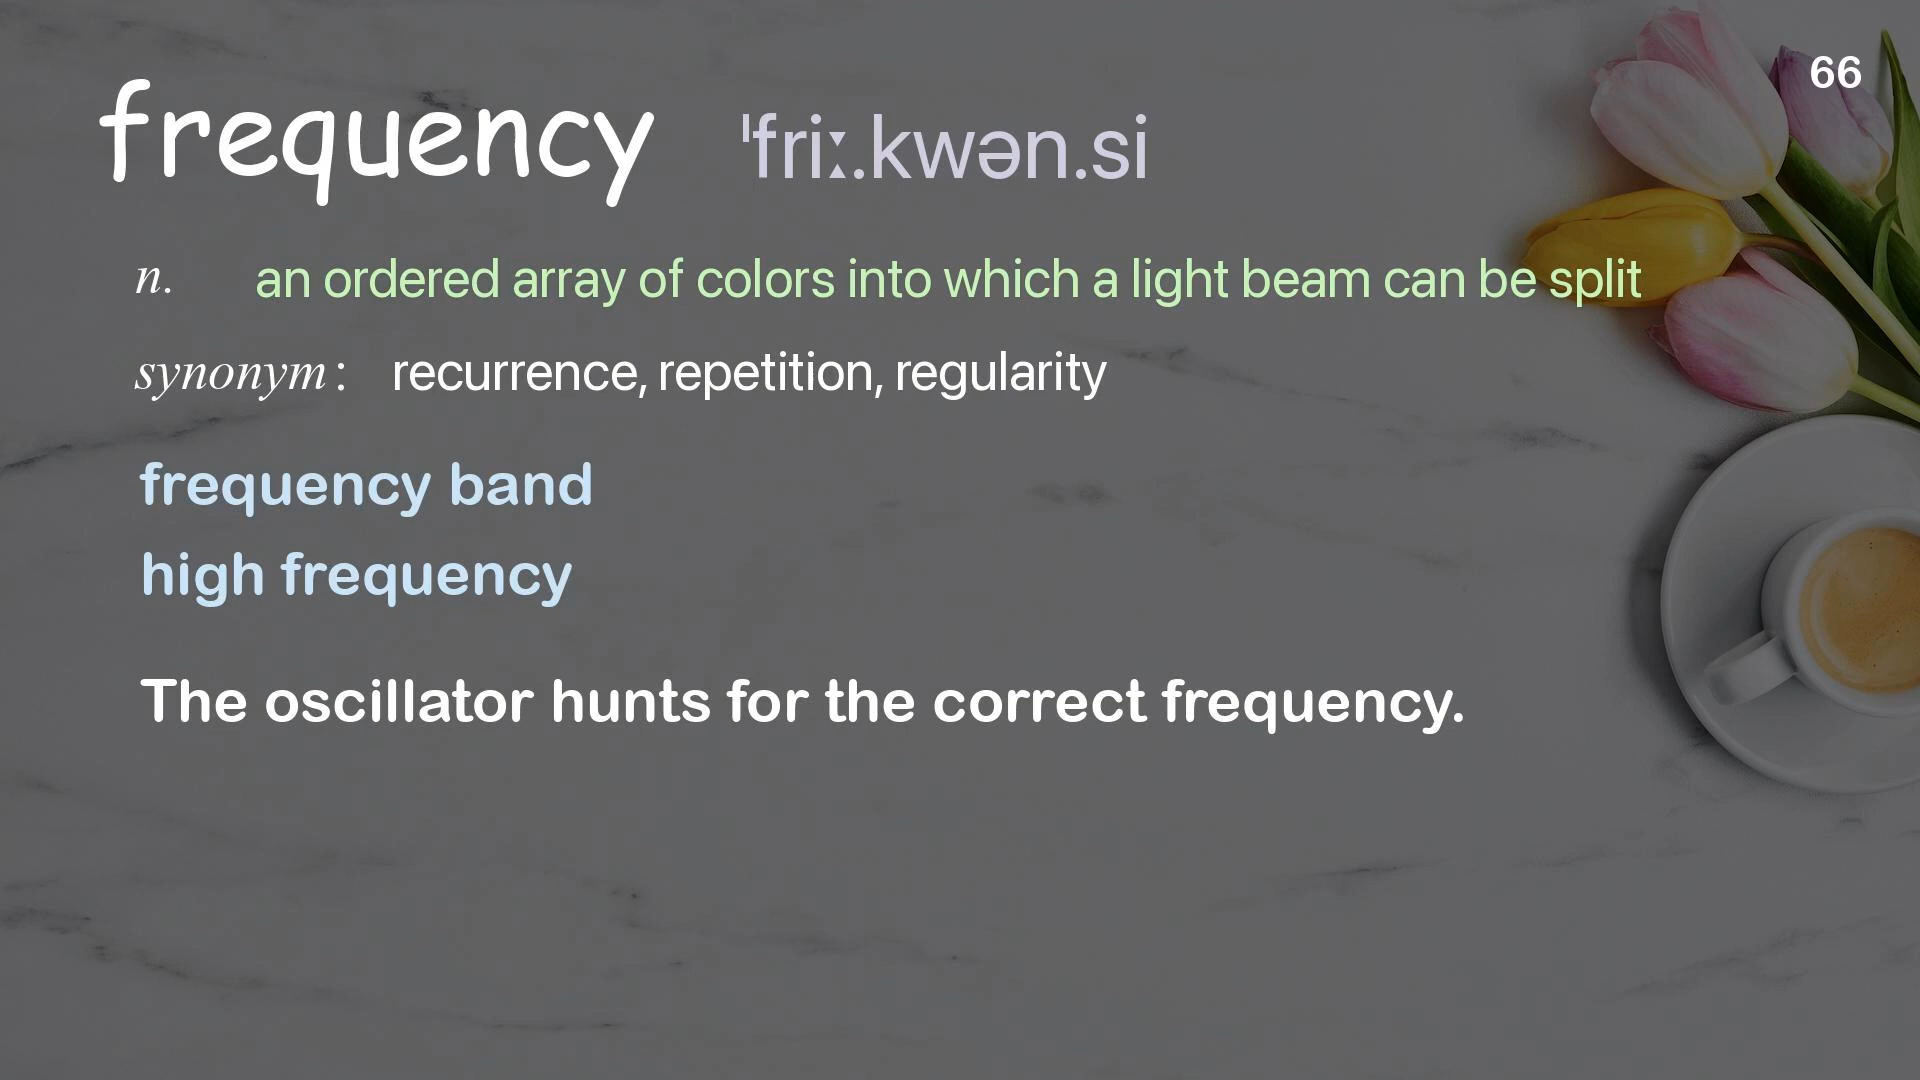 66
frequency ˈfriː.kwən.si
n. an ordered array of colors into which a light beam can be split
synonym : recurrence, repetition, regularity
frequency band
high frequency
The oscillator hunts for the correct frequency.